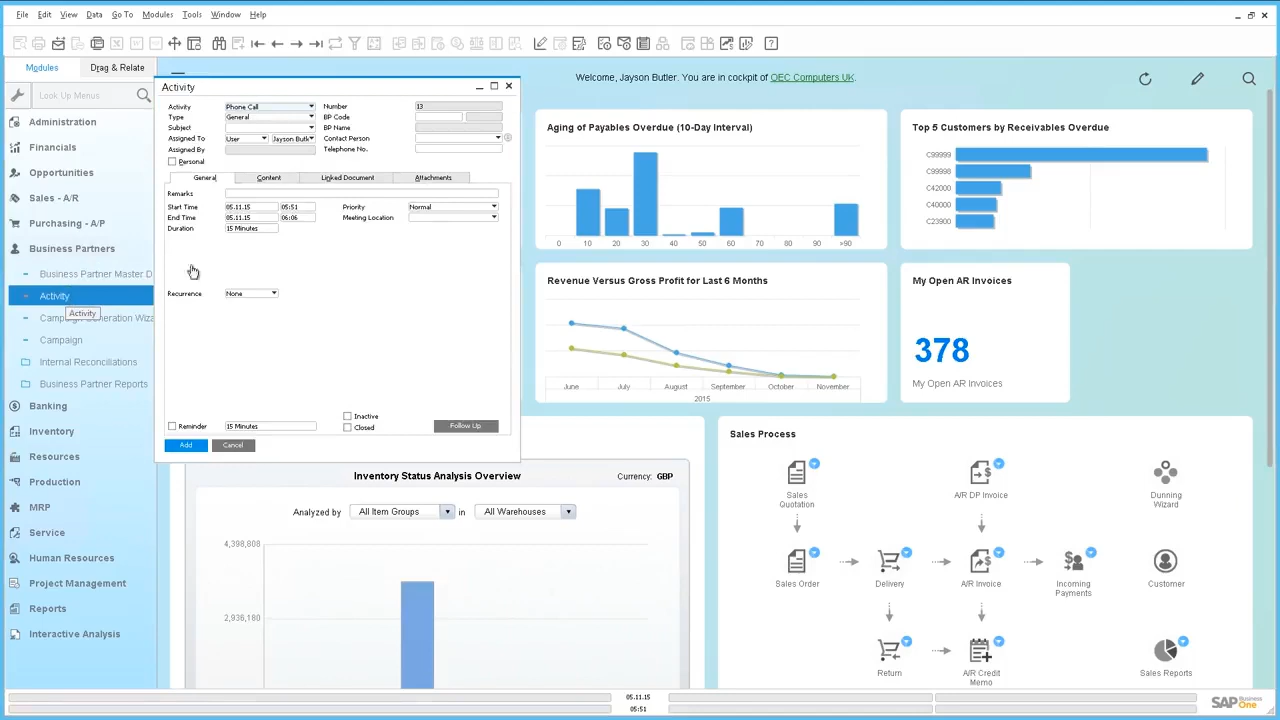 File Edit View Data Go To Modules Tools Window Help
Modules Drag & Relate
Look Up Menus
Administration
Financials
Opportunities
Sales - A/R
Purchasing - A/P
Business Partners
Business Partner Master D
Activity
Activity
Campaign Generation Wiza
Campaign
Internal Reconciliations
Business Partner Reports
Banking
Inventory
Resources
Production
MRP
Service
Human Resources
Project Management
Reports
Interactive Analysis
Activity
Activity Phone Call Number 13
Type General BP Code
Subject BP Name
Assigned To User Jayson Butl Contact Person
Assigned By Telephone No.
Personal
General Content Linked Document Attachments
Remarks
Start Time 05.11.15 05:51 Priority Normal
End Time 05.11.15 06:06 Meeting Location
Duration 15 Minutes
Recurrence None
Inactive
Reminder 15 Minutes Closed Follow Up
Add Cancel
Welcome, Jayson Butler. You are in cockpit of OEC Computers UK.
Aging of Payables Overdue (10-Day Interval)
0 10 20 30 40 50 60 70 80 90 >90
Top 5 Customers by Receivables Overdue
C99999
C99998
C42000
C40000
C23900
Revenue Versus Gross Profit for Last 6 Months
June July August September October November
2015
My Open AR Invoices
378
My Open AR Invoices
Inventory Status Analysis Overview Currency: GBP
Analyzed by All Item Groups in All Warehouses
4,398,808
2,936,180
Sales Process
Sales Quotation
A/R DP Invoice
Dunning Wizard
Sales Order
Delivery
A/R Invoice
Incoming Payments
Customer
Return
A/R Credit Memo
Sales Reports
05.11.15
05:51
SAP Business One